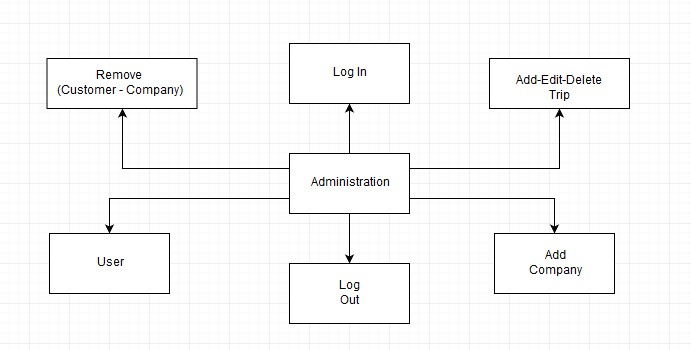 Remove
(Customer - Company)
Log In
Add-Edit-Delete
Trip
Administration
User
Log
Out
Add
Company